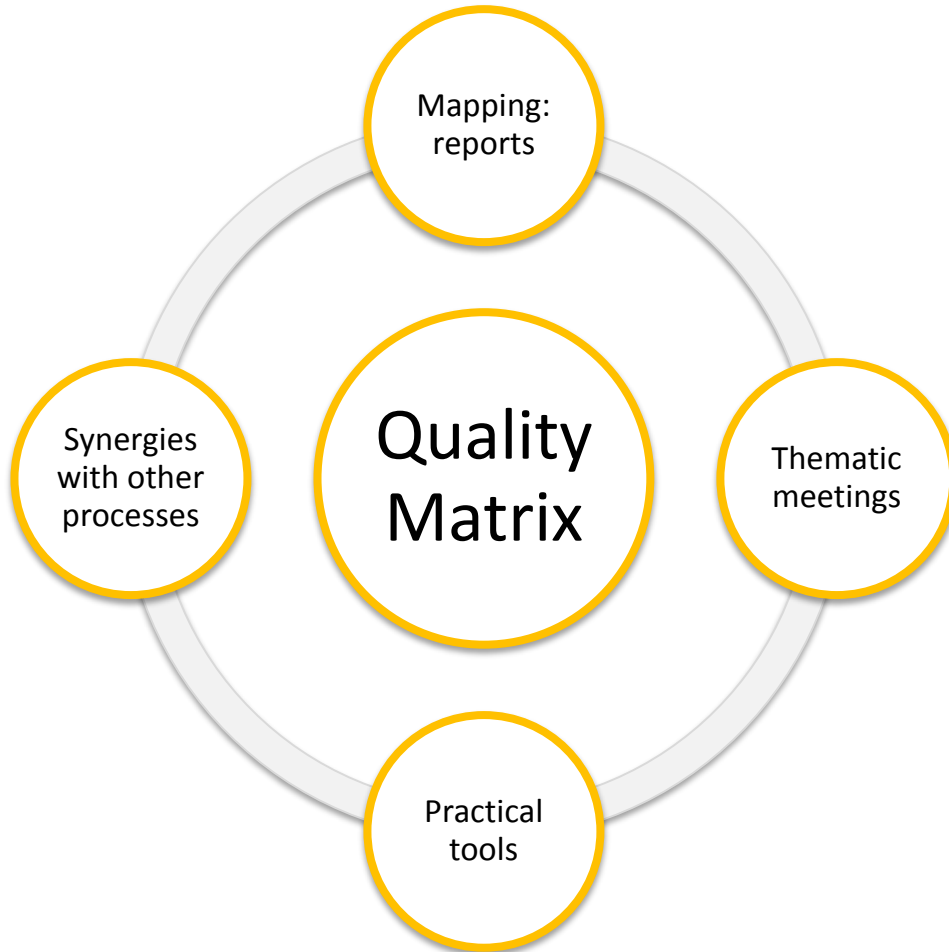 Mapping:
reports
Synergies
with other
processes
Quality
Matrix
Thematic
meetings
Practical
tools